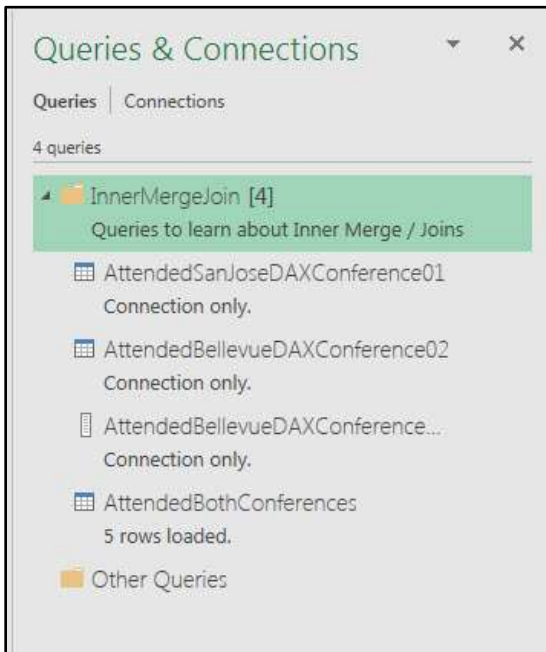 Queries & Connections
Queries | Connections
4 queries
InnerMergeJoin [4]
Queries to learn about Inner Merge / Joins
AttendedSanJoseDAXConference01
Connection only.
AttendedBellevueDAXConference02
Connection only.
AttendedBellevueDAXConference...
Connection only.
AttendedBothConferences
5 rows loaded.
Other Queries